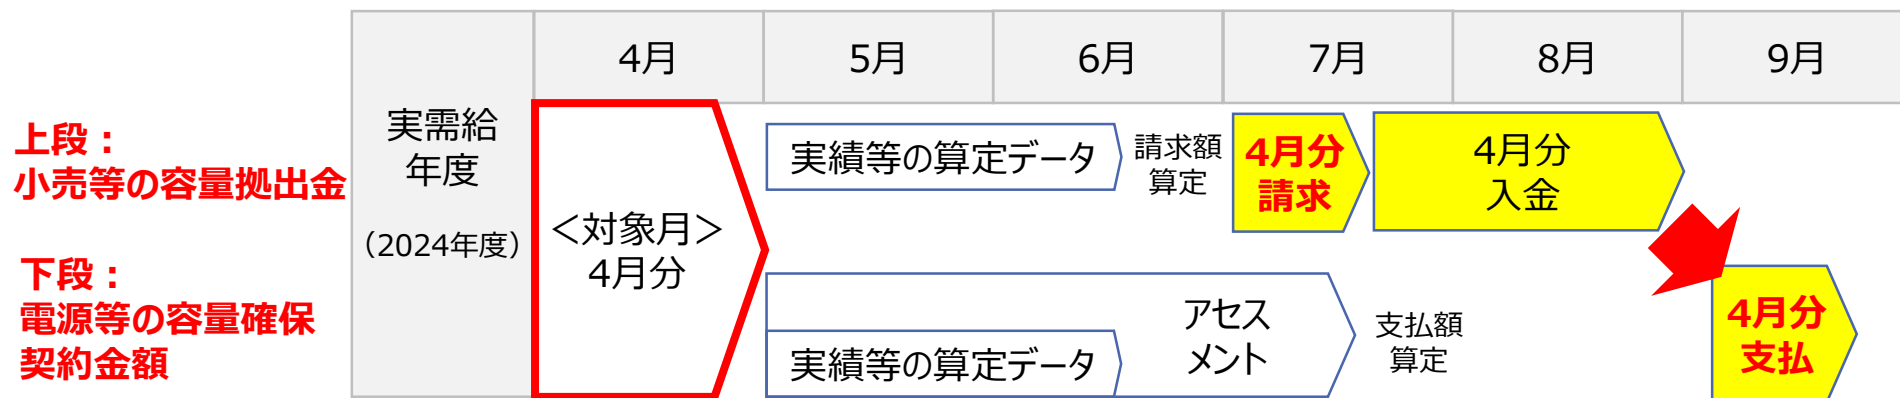 4月
5月
6月
7月
8月
9月
実需給
年度
（2024年度）
上段：
小売等の容量拠出金
＜対象月＞
4月分
実績等の算定データ
請求額
算定
4月分
請求
4月分
入金
下段：
電源等の容量確保
契約金額
アセス
メント
実績等の算定データ
支払額
算定
4月分
支払